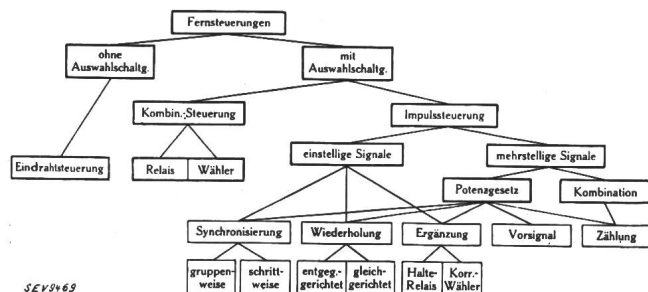 Fernsteuerungen
ohne
Auswahlschaltg.
mit
Auswahlschaltg.
Kombin.-Steuerung
Impulssteuerung
Eindrahtsteuerung
Relais
Wähler
einstellige Signale
mehrstellige Signale
Potenzgesetz
Kombination
Synchronisierung
Wiederholung
Ergänzung
Vorsignal
Zählung
gruppen-
weise
schritt-
weise
entgeg.-
gerichtet
gleich-
gerichtet
Halte-
Relais
Korr.-
Wähler
SEV9469